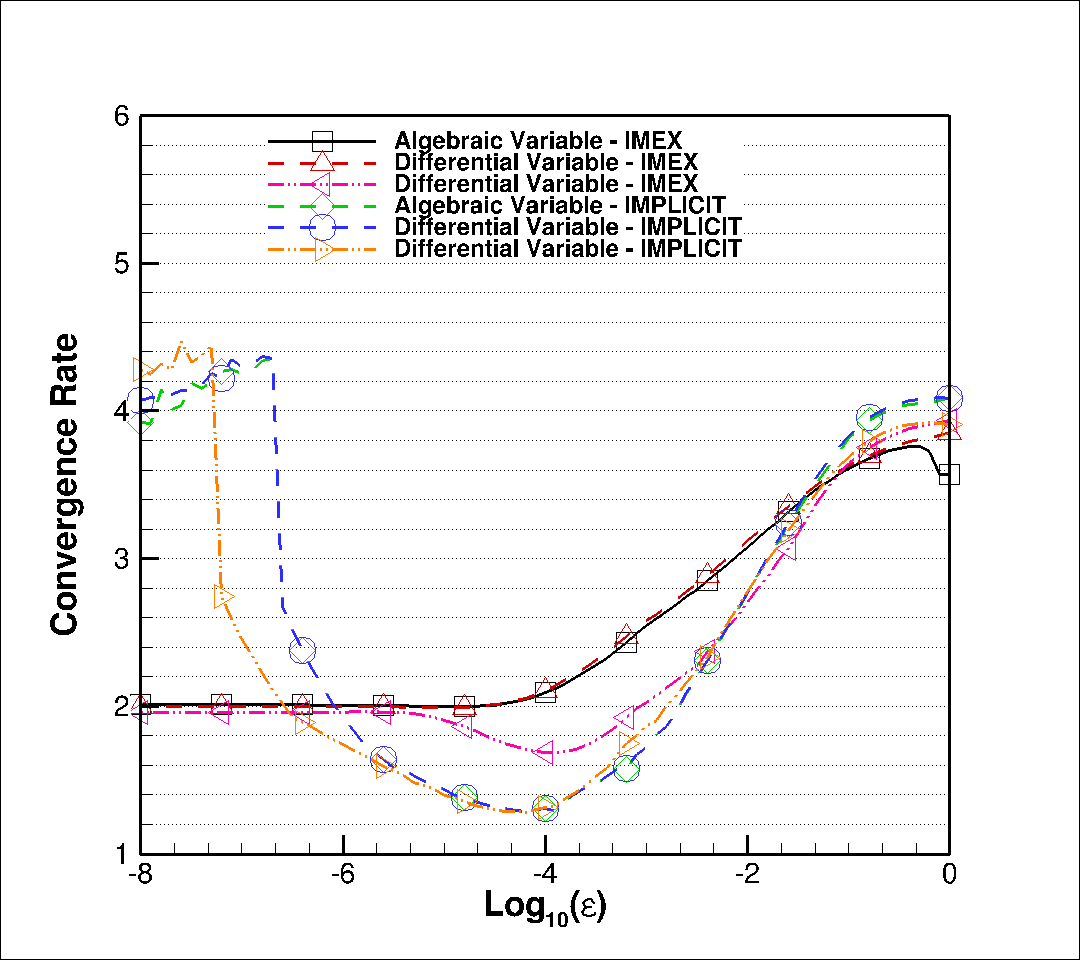 6
Algebraic Variable - IMEX
Differential Variable - IMEX
Differential Variable - IMEX
Algebraic Variable - IMPLICIT
Differential Variable - IMPLICIT
Differential Variable - IMPLICIT
5
4
3
2
1
Convergence Rate
-8 -6 -4 -2 0
Log10(ε)